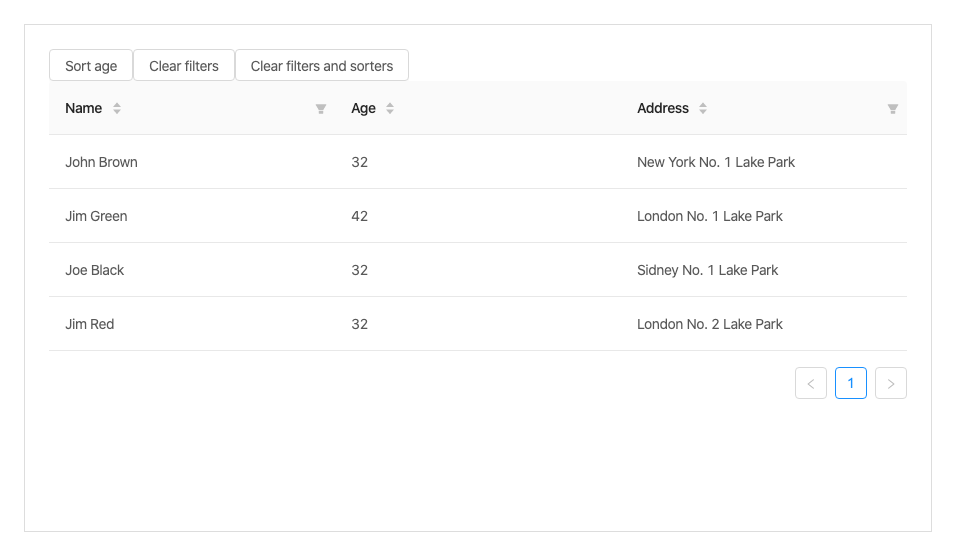 Sort age Clear filters Clear filters and sorters
Name Age Address
John Brown 32 New York No. 1 Lake Park
Jim Green 42 London No. 1 Lake Park
Joe Black 32 Sidney No. 1 Lake Park
Jim Red 32 London No. 2 Lake Park
1